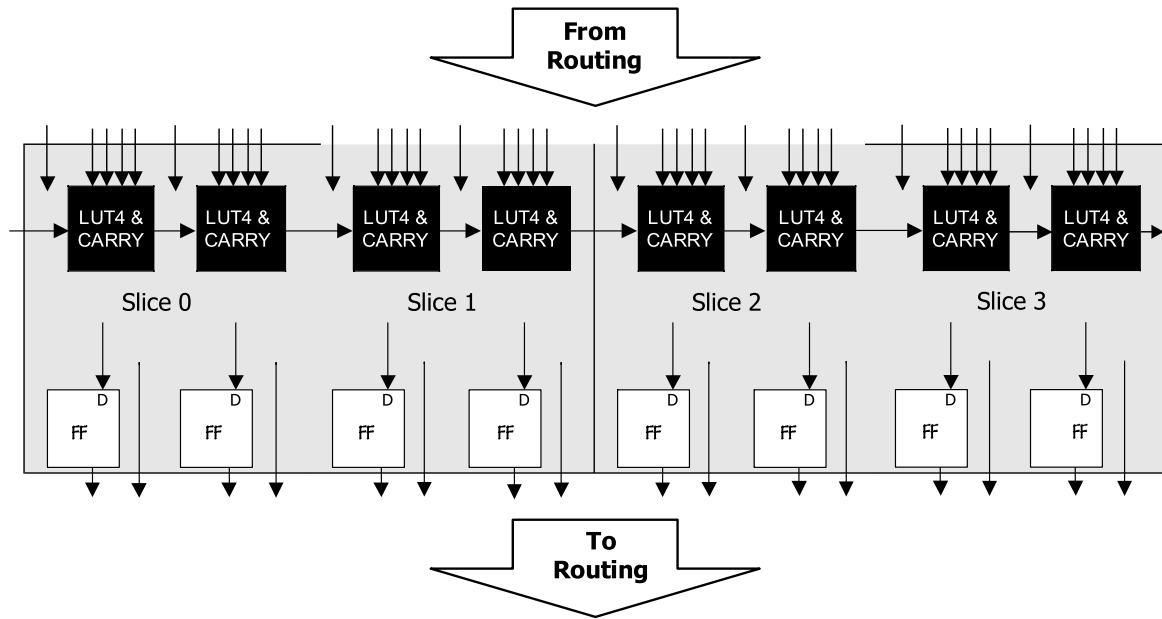 From
Routing
LUT4 &
CARRY
LUT4 &
CARRY
LUT4 &
CARRY
LUT4 &
CARRY
LUT4 &
CARRY
LUT4 &
CARRY
LUT4 &
CARRY
LUT4 &
CARRY
Slice 0
Slice 1
Slice 2
Slice 3
D
FF
D
FF
D
FF
D
FF
D
FF
D
FF
D
FF
D
FF
To
Routing